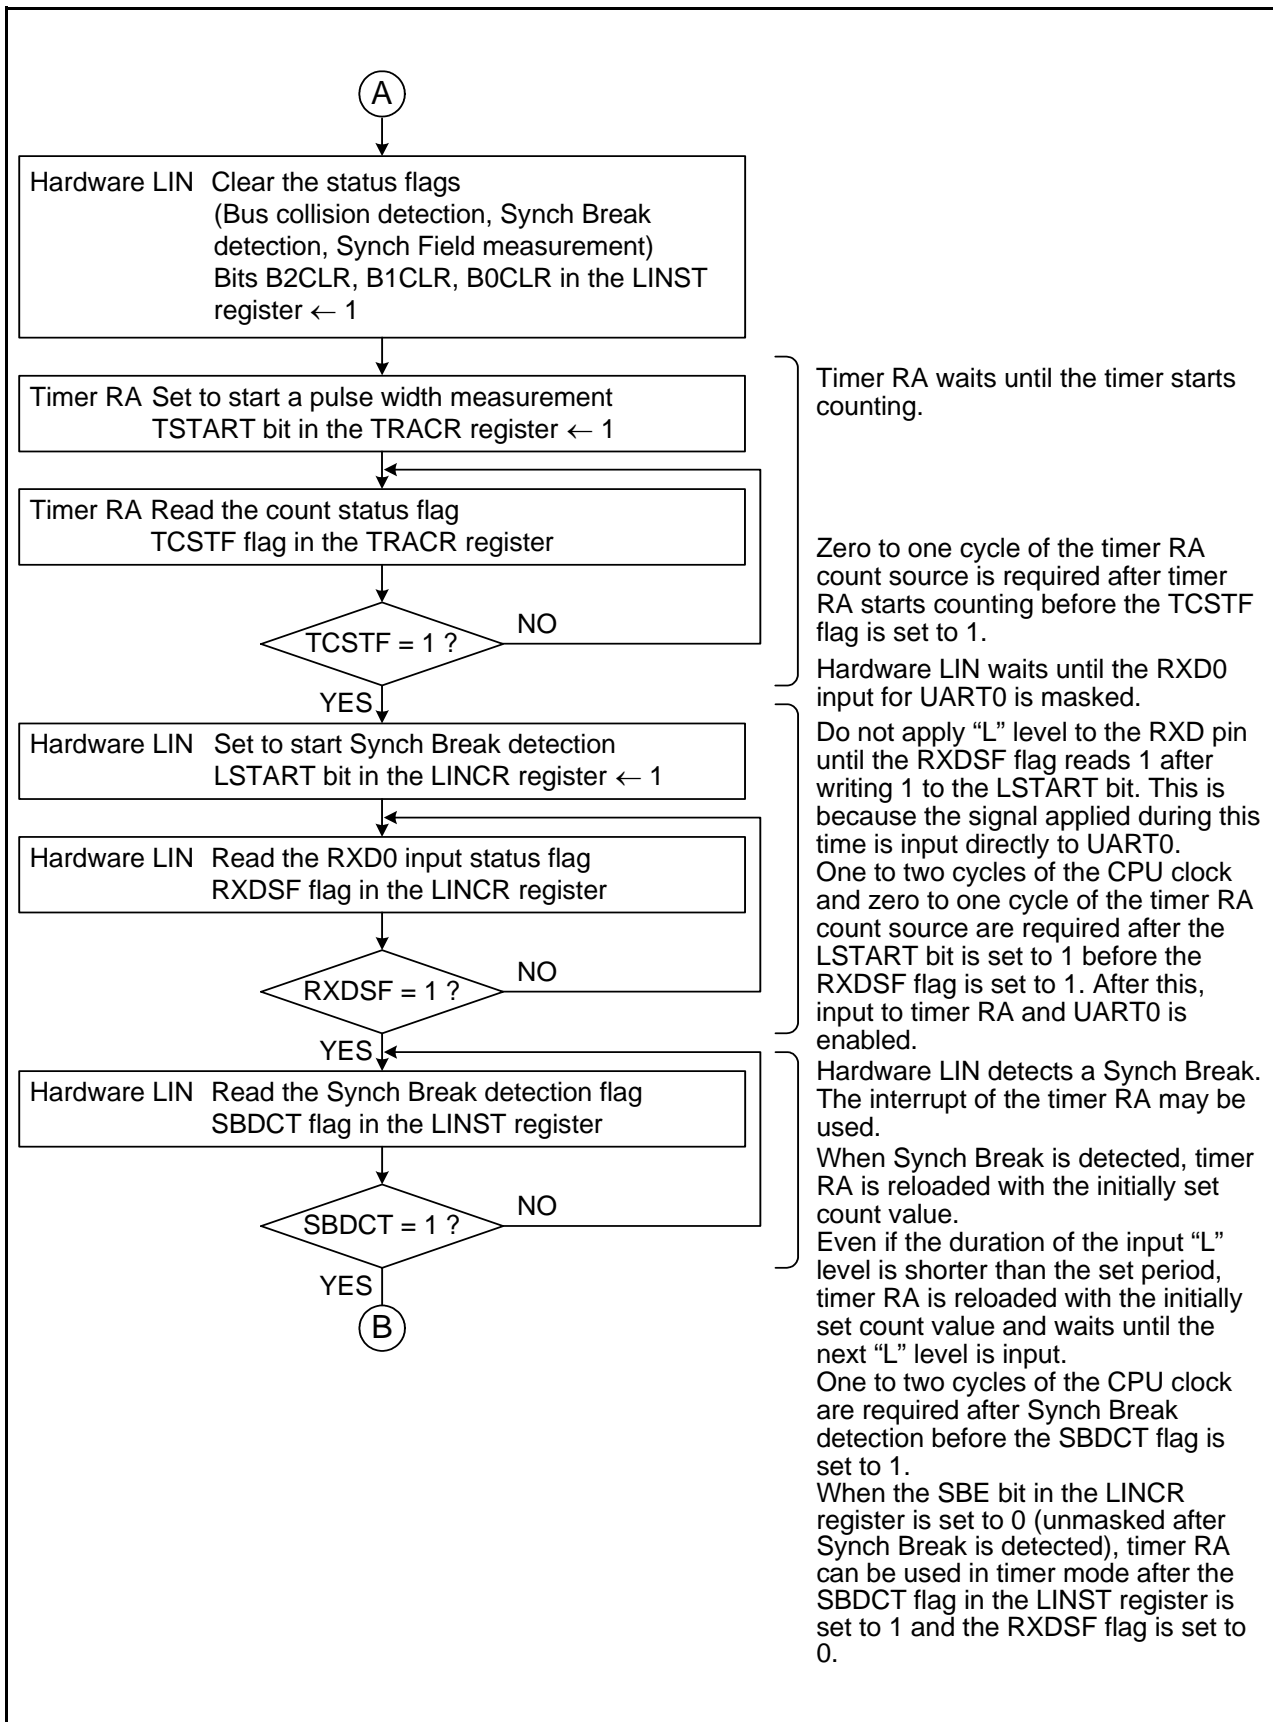 A
Hardware LIN Clear the status flags
(Bus collision detection, Synch Break
detection, Synch Field measurement)
Bits B2CLR, B1CLR, B0CLR in the LINST
register ← 1
Timer RA Set to start a pulse width measurement
TSTART bit in the TRACR register ← 1
Timer RA Read the count status flag
TCSTF flag in the TRACR register
TCSTF = 1 ?
NO
YES
Hardware LIN Set to start Synch Break detection
LSTART bit in the LINCR register ← 1
Hardware LIN Read the RXD0 input status flag
RXDSF flag in the LINCR register
RXDSF = 1 ?
NO
YES
Hardware LIN Read the Synch Break detection flag
SBDCT flag in the LINST register
SBDCT = 1 ?
NO
YES
B
Timer RA waits until the timer starts
counting.
Zero to one cycle of the timer RA
count source is required after timer
RA starts counting before the TCSTF
flag is set to 1.
Hardware LIN waits until the RXD0
input for UART0 is masked.
Do not apply “L” level to the RXD pin
until the RXDSF flag reads 1 after
writing 1 to the LSTART bit. This is
because the signal applied during this
time is input directly to UART0.
One to two cycles of the CPU clock
and zero to one cycle of the timer RA
count source are required after the
LSTART bit is set to 1 before the
RXDSF flag is set to 1. After this,
input to timer RA and UART0 is
enabled.
Hardware LIN detects a Synch Break.
The interrupt of the timer RA may be
used.
When Synch Break is detected, timer
RA is reloaded with the initially set
count value.
Even if the duration of the input “L”
level is shorter than the set period,
timer RA is reloaded with the initially
set count value and waits until the
next “L” level is input.
One to two cycles of the CPU clock
are required after Synch Break
detection before the SBDCT flag is
set to 1.
When the SBE bit in the LINCR
register is set to 0 (unmasked after
Synch Break is detected), timer RA
can be used in timer mode after the
SBDCT flag in the LINST register is
set to 1 and the RXDSF flag is set to
0.